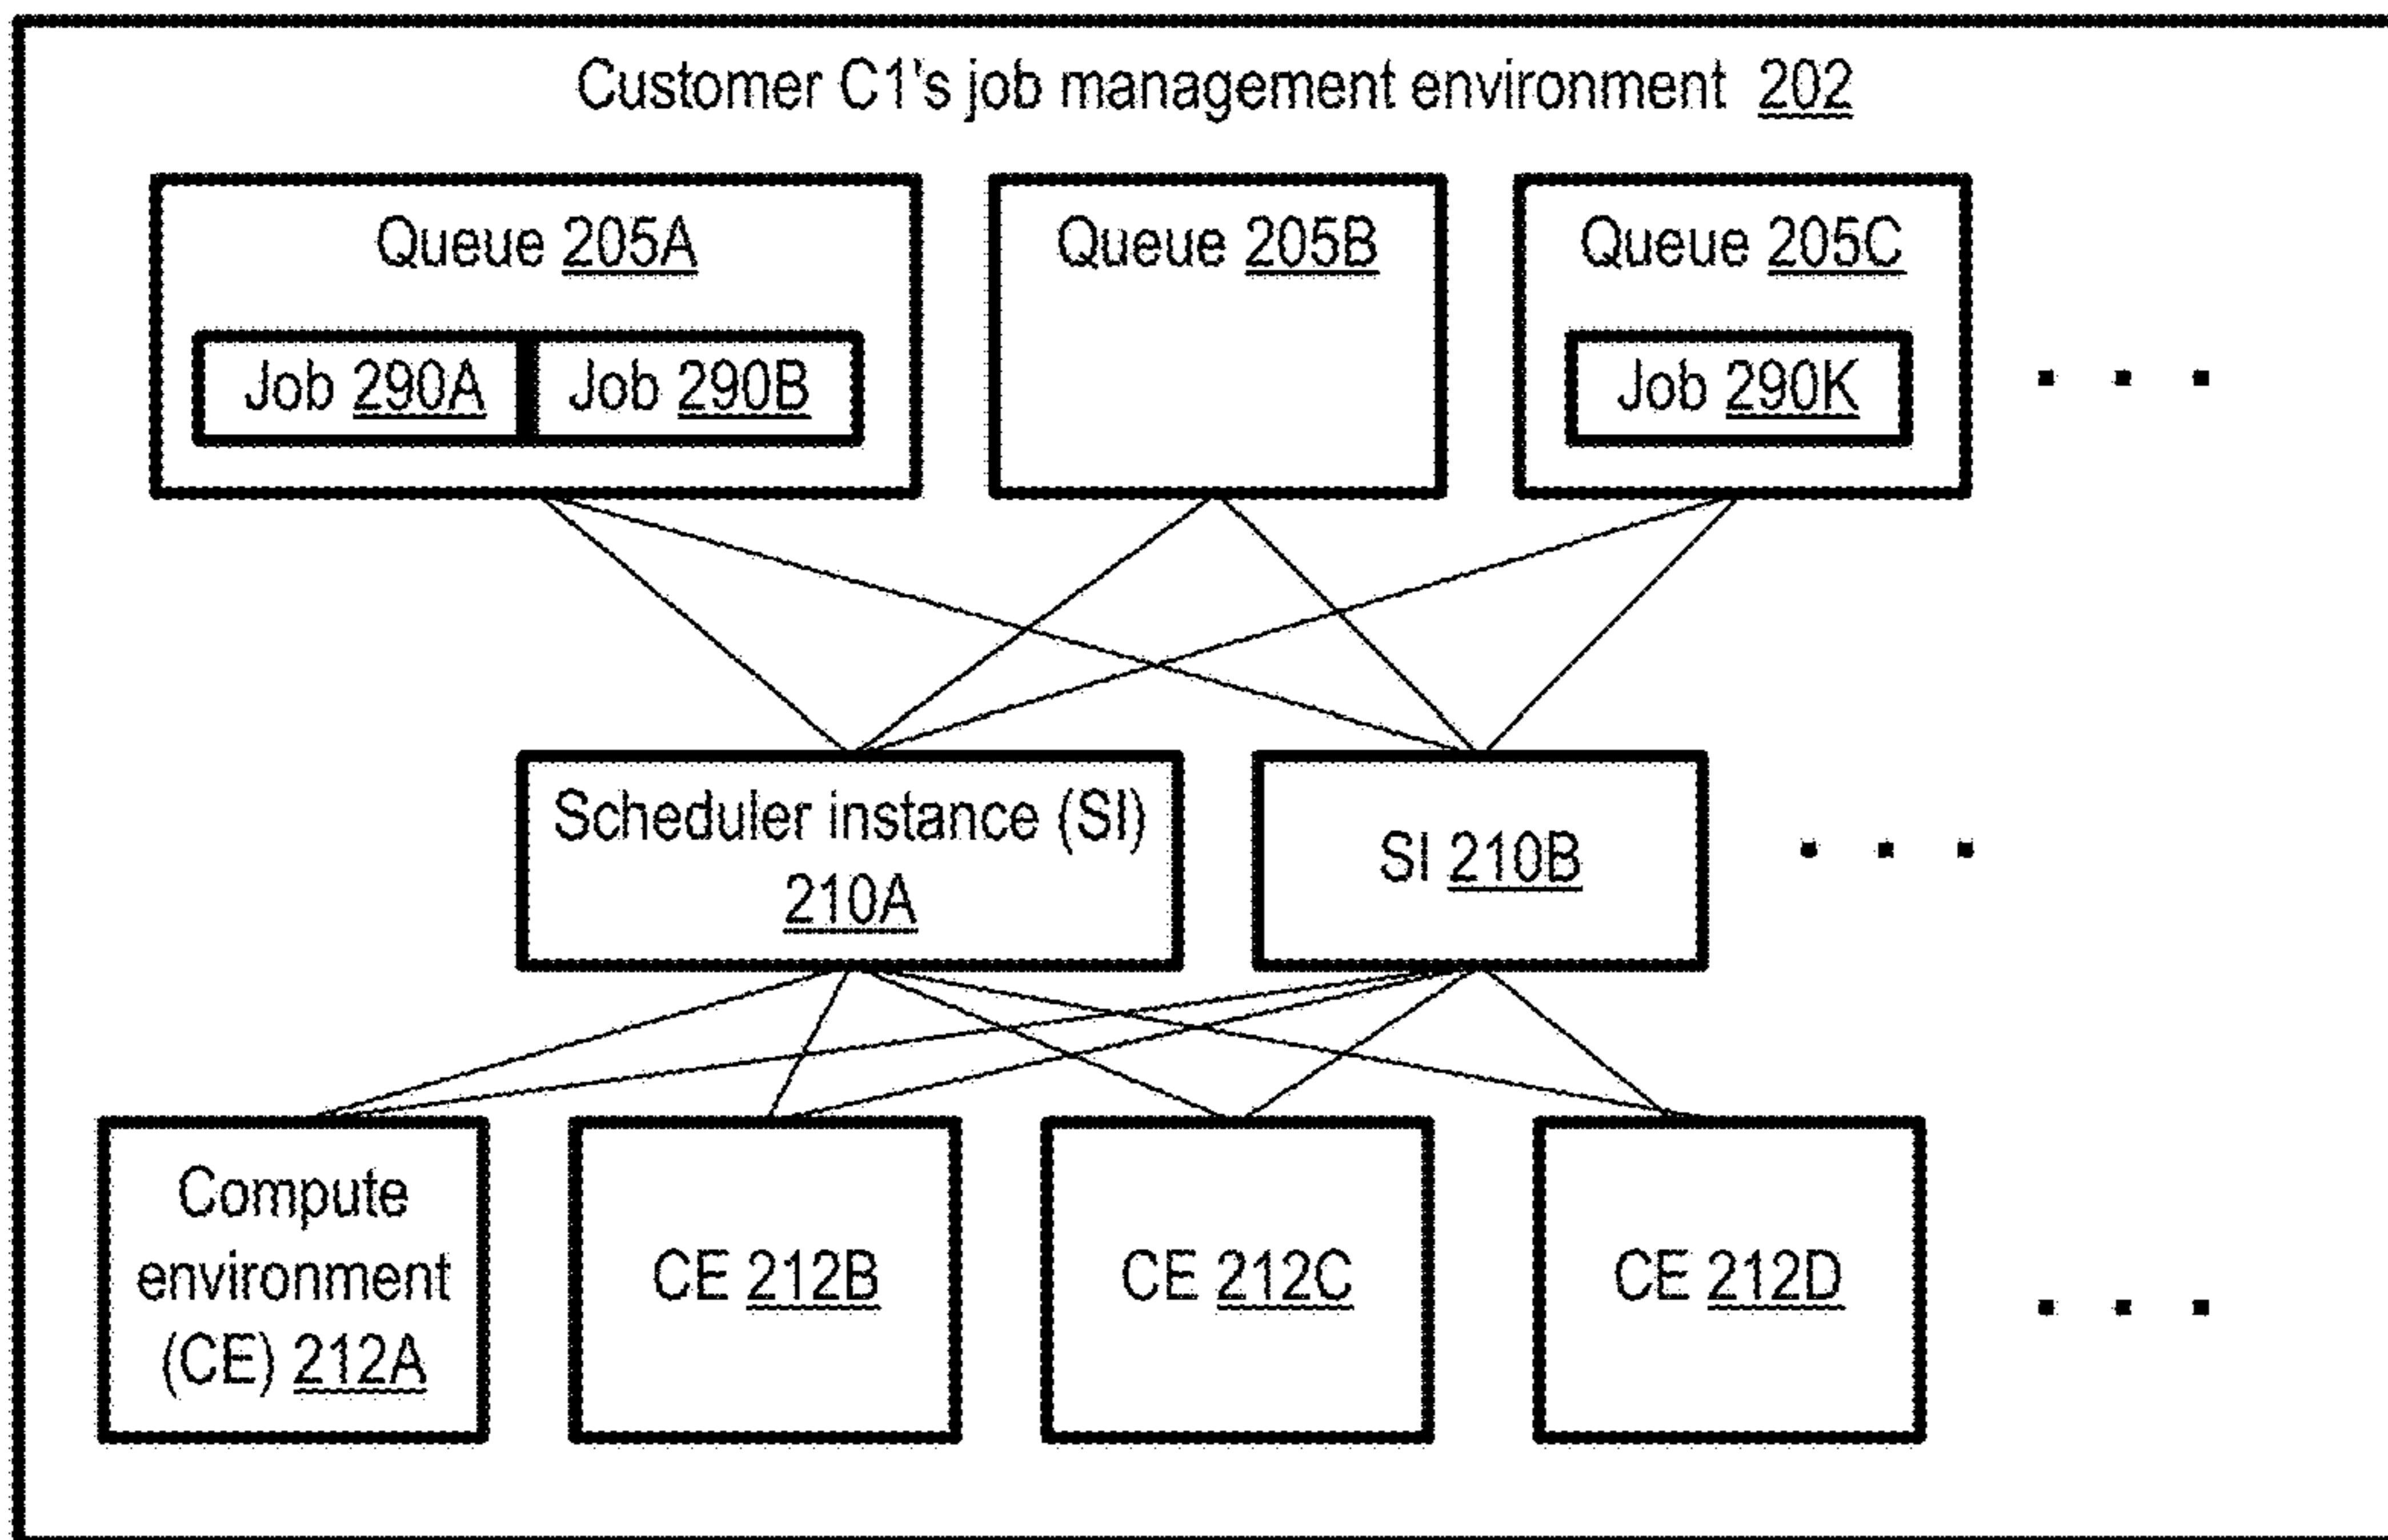 Customer C1's job management environment 202
Queue 205A
Queue 205B
Queue 205C
Job 290A
Job 290B
Job 290K
. . .
Scheduler instance (SI)
210A
SI 210B
. . .
Compute
environment
(CE) 212A
CE 212B
CE 212C
CE 212D
. . .